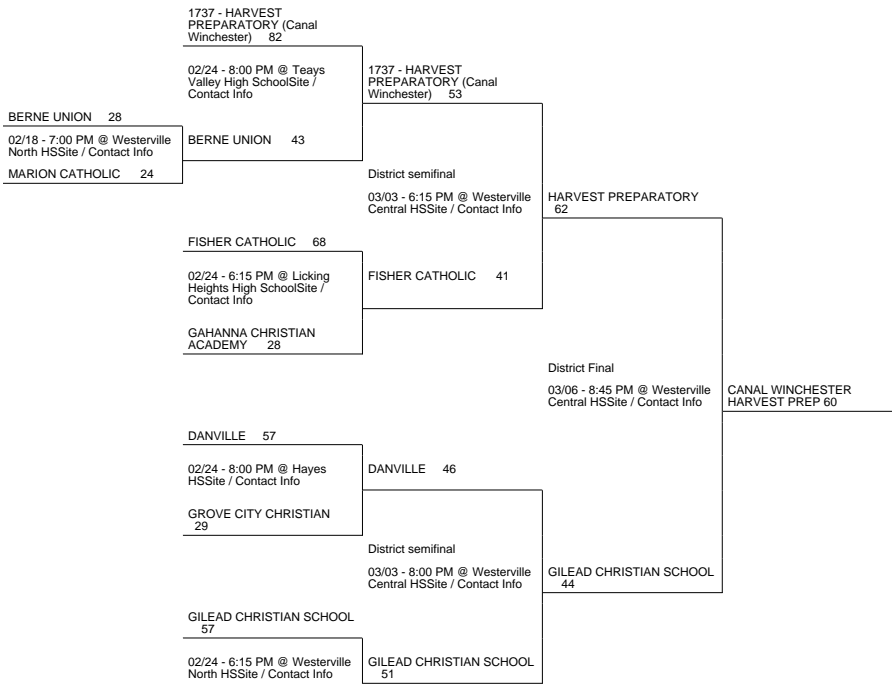 1737 - HARVEST
PREPARATORY (Canal
Winchester) 82
02/24 - 8:00 PM @ Teays
Valley High SchoolSite /
Contact Info
1737 - HARVEST
PREPARATORY (Canal
Winchester) 53
BERNE UNION 28
02/18 - 7:00 PM @ Westerville
North HSSite / Contact Info
BERNE UNION 43
MARION CATHOLIC 24
District semifinal
03/03 - 6:15 PM @ Westerville
Central HSSite / Contact Info
HARVEST PREPARATORY
62
FISHER CATHOLIC 68
02/24 - 6:15 PM @ Licking
Heights High SchoolSite /
Contact Info
FISHER CATHOLIC 41
GAHANNA CHRISTIAN
ACADEMY 28
District Final
03/06 - 8:45 PM @ Westerville
Central HSSite / Contact Info
CANAL WINCHESTER
HARVEST PREP 60
DANVILLE 57
02/24 - 8:00 PM @ Hayes
HSSite / Contact Info
DANVILLE 46
GROVE CITY CHRISTIAN
29
District semifinal
03/03 - 8:00 PM @ Westerville
Central HSSite / Contact Info
GILEAD CHRISTIAN SCHOOL
44
GILEAD CHRISTIAN SCHOOL
57
02/24 - 6:15 PM @ Westerville
North HSSite / Contact Info
GILEAD CHRISTIAN SCHOOL
51